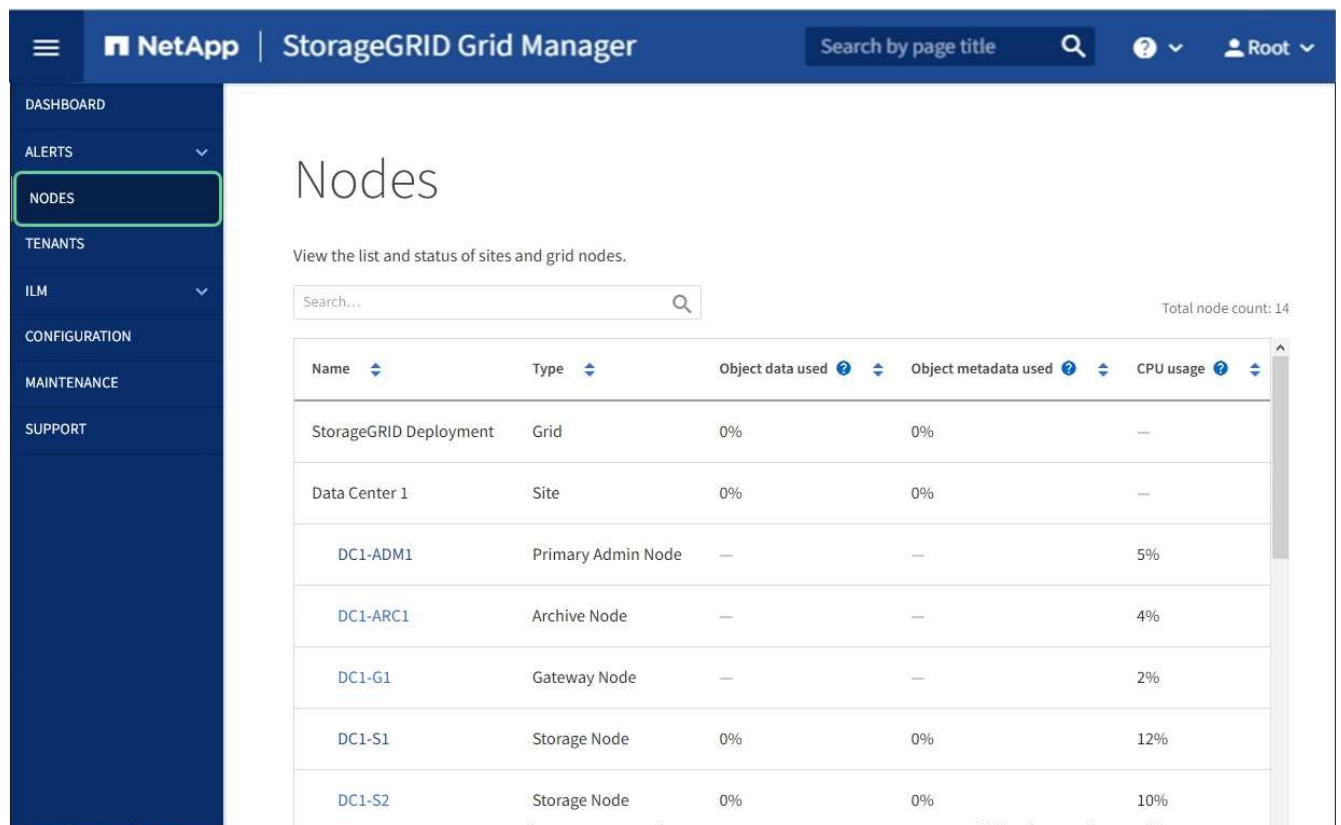 NetApp | StorageGRID Grid Manager Search by page title ? Root
DASHBOARD
ALERTS
NODES
TENANTS
ILM
CONFIGURATION
MAINTENANCE
SUPPORT
Nodes
View the list and status of sites and grid nodes.
Search...
Total node count: 14
Name Type Object data used ? Object metadata used ? CPU usage ?
StorageGRID Deployment Grid 0% 0% —
Data Center 1 Site 0% 0% —
DC1-ADM1 Primary Admin Node — — 5%
DC1-ARC1 Archive Node — — 4%
DC1-G1 Gateway Node — — 2%
DC1-S1 Storage Node 0% 0% 12%
DC1-S2 Storage Node 0% 0% 10%